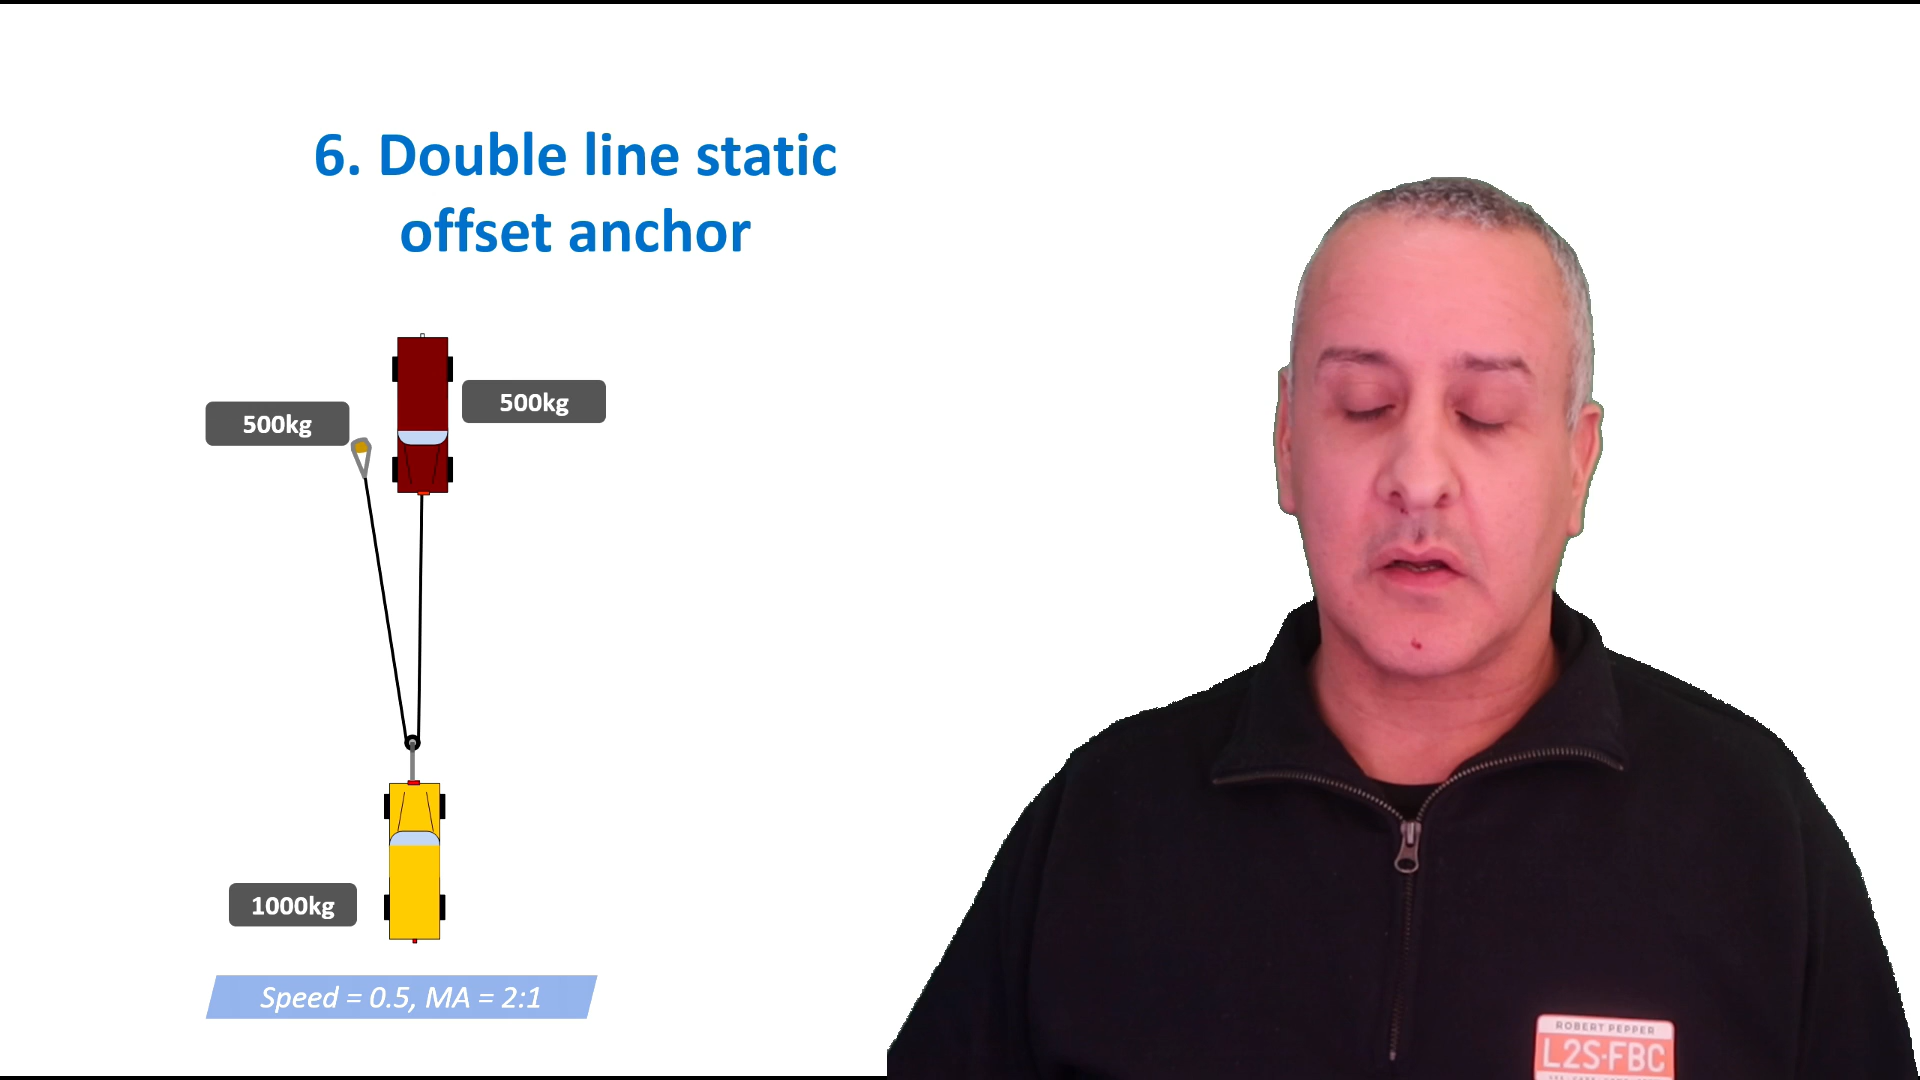 6. Double line static
offset anchor
500kg
500kg
1000kg
Speed = 0.5, MA = 2:1
ROBERT PEPPER
L2S·FBC